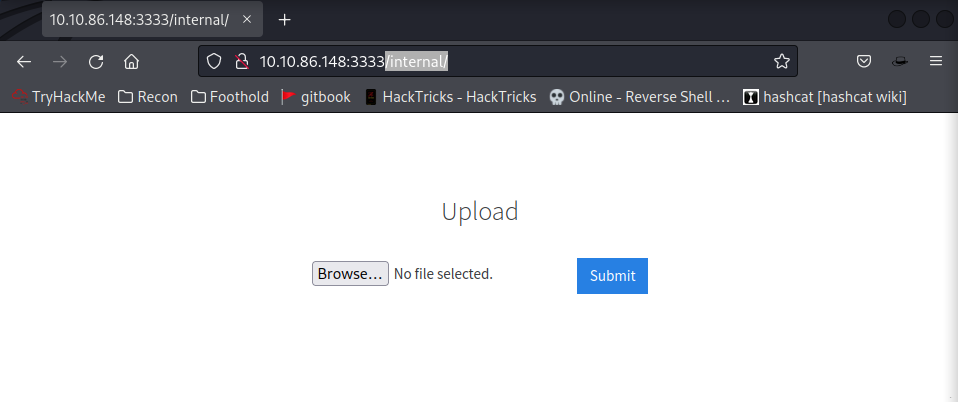 10.10.86.148:3333/internal/
10.10.86.148:3333/internal/
TryHackMe Recon Foothold gitbook HackTricks - HackTricks Online - Reverse Shell … hashcat [hashcat wiki]
Upload
Browse… No file selected. Submit